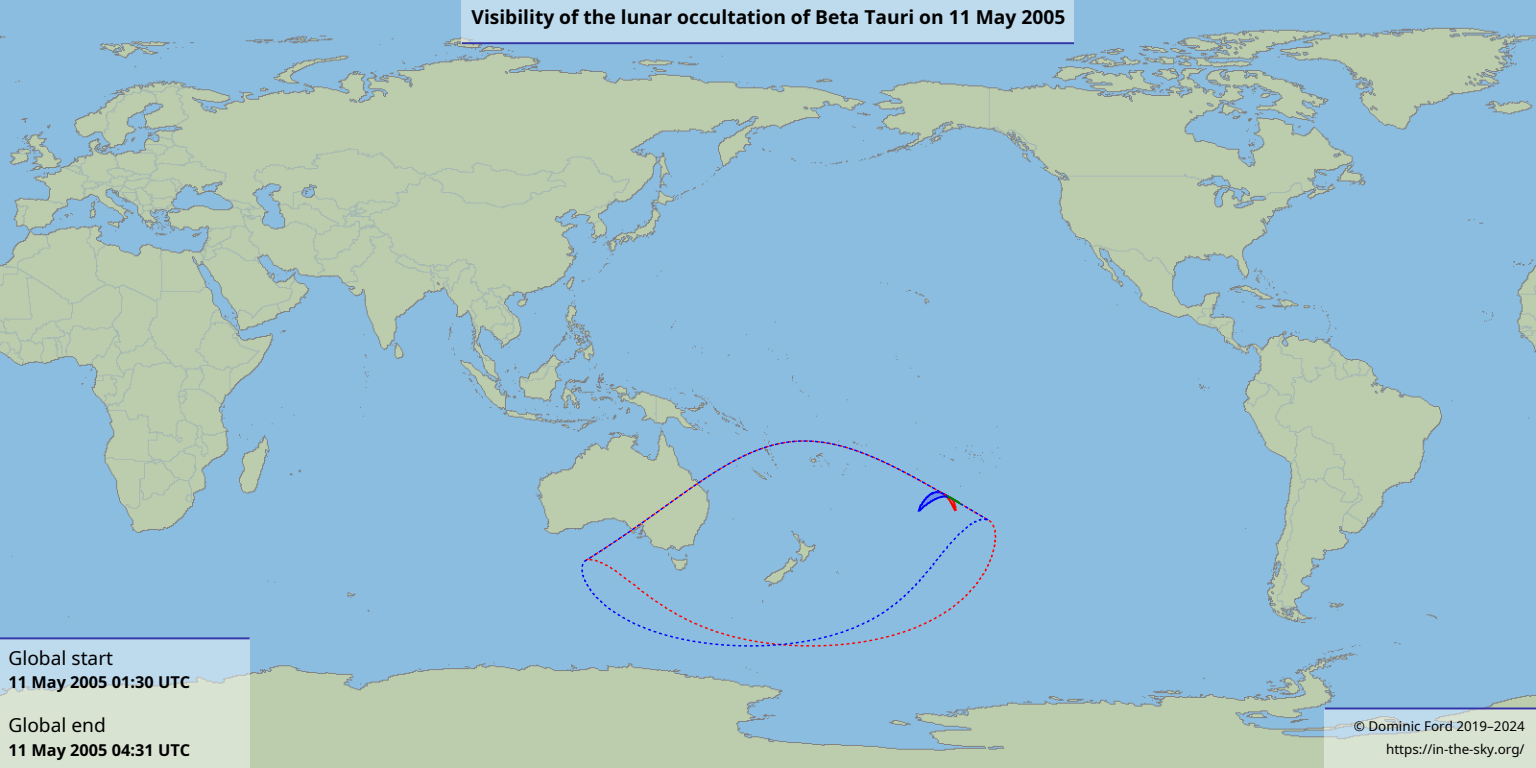 Visibility of the lunar occultation of Beta Tauri on 11 May 2005
Global start
11 May 2005 01:30 UTC
Global end
11 May 2005 04:31 UTC
© Dominic Ford 2019–2024
https://in-the-sky.org/